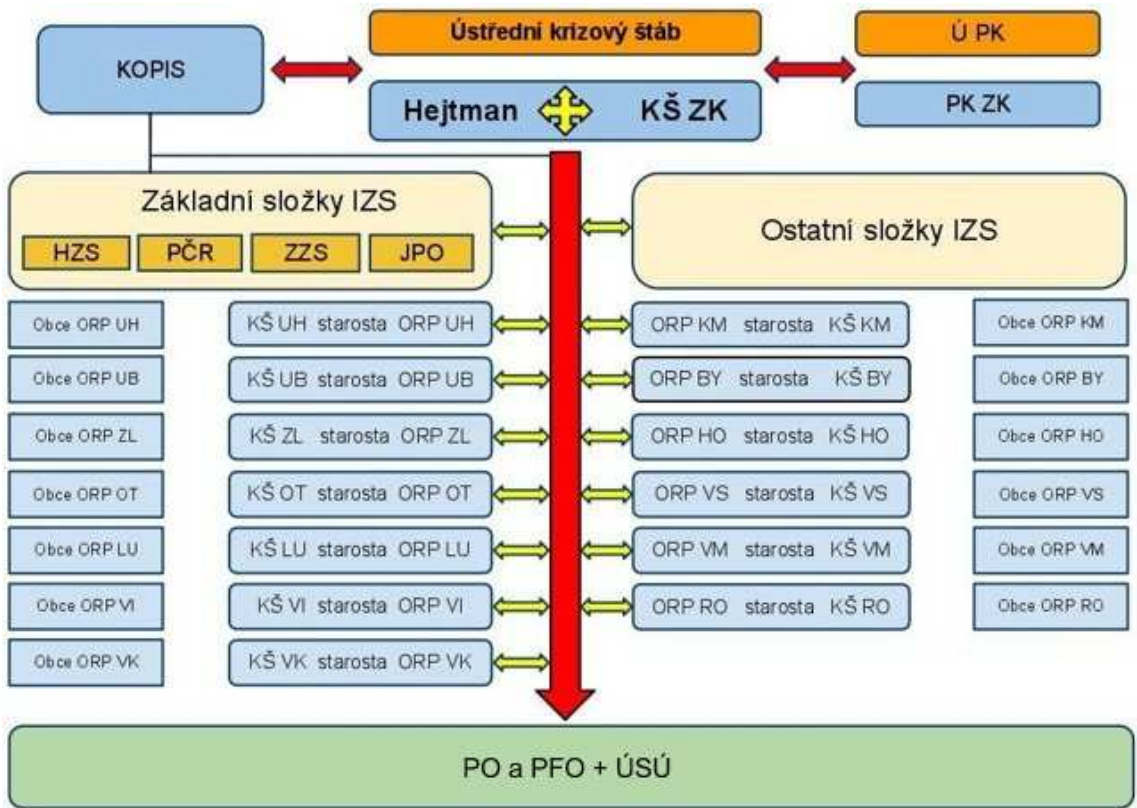 Ústřední krizový štáb
Ú PK
KOPIS
Hejtman KŠ ZK
PK ZK
Základní složky IZS
HZS PČR ZZS JPO
Ostatní složky IZS
Obce ORP UH KŠ UH starosta ORP UH ORP KM starosta KŠ KM Obce ORP KM
Obce ORP UB KŠ UB starosta ORP UB ORP BY starosta KŠ BY Obce ORP BY
Obce ORP ZL KŠ ZL starosta ORP ZL ORP HO starosta KŠ HO Obce ORP HO
Obce ORP OT KŠ OT starosta ORP OT ORP VS starosta KŠ VS Obce ORP VS
Obce ORP LU KŠ LU starosta ORP LU ORP VM starosta KŠ VM Obce ORP VM
Obce ORP VI KŠ VI starosta ORP VI ORP RO starosta KŠ RO Obce ORP RO
Obce ORP VK KŠ VK starosta ORP VK
PO a PFO + ÚSÚ